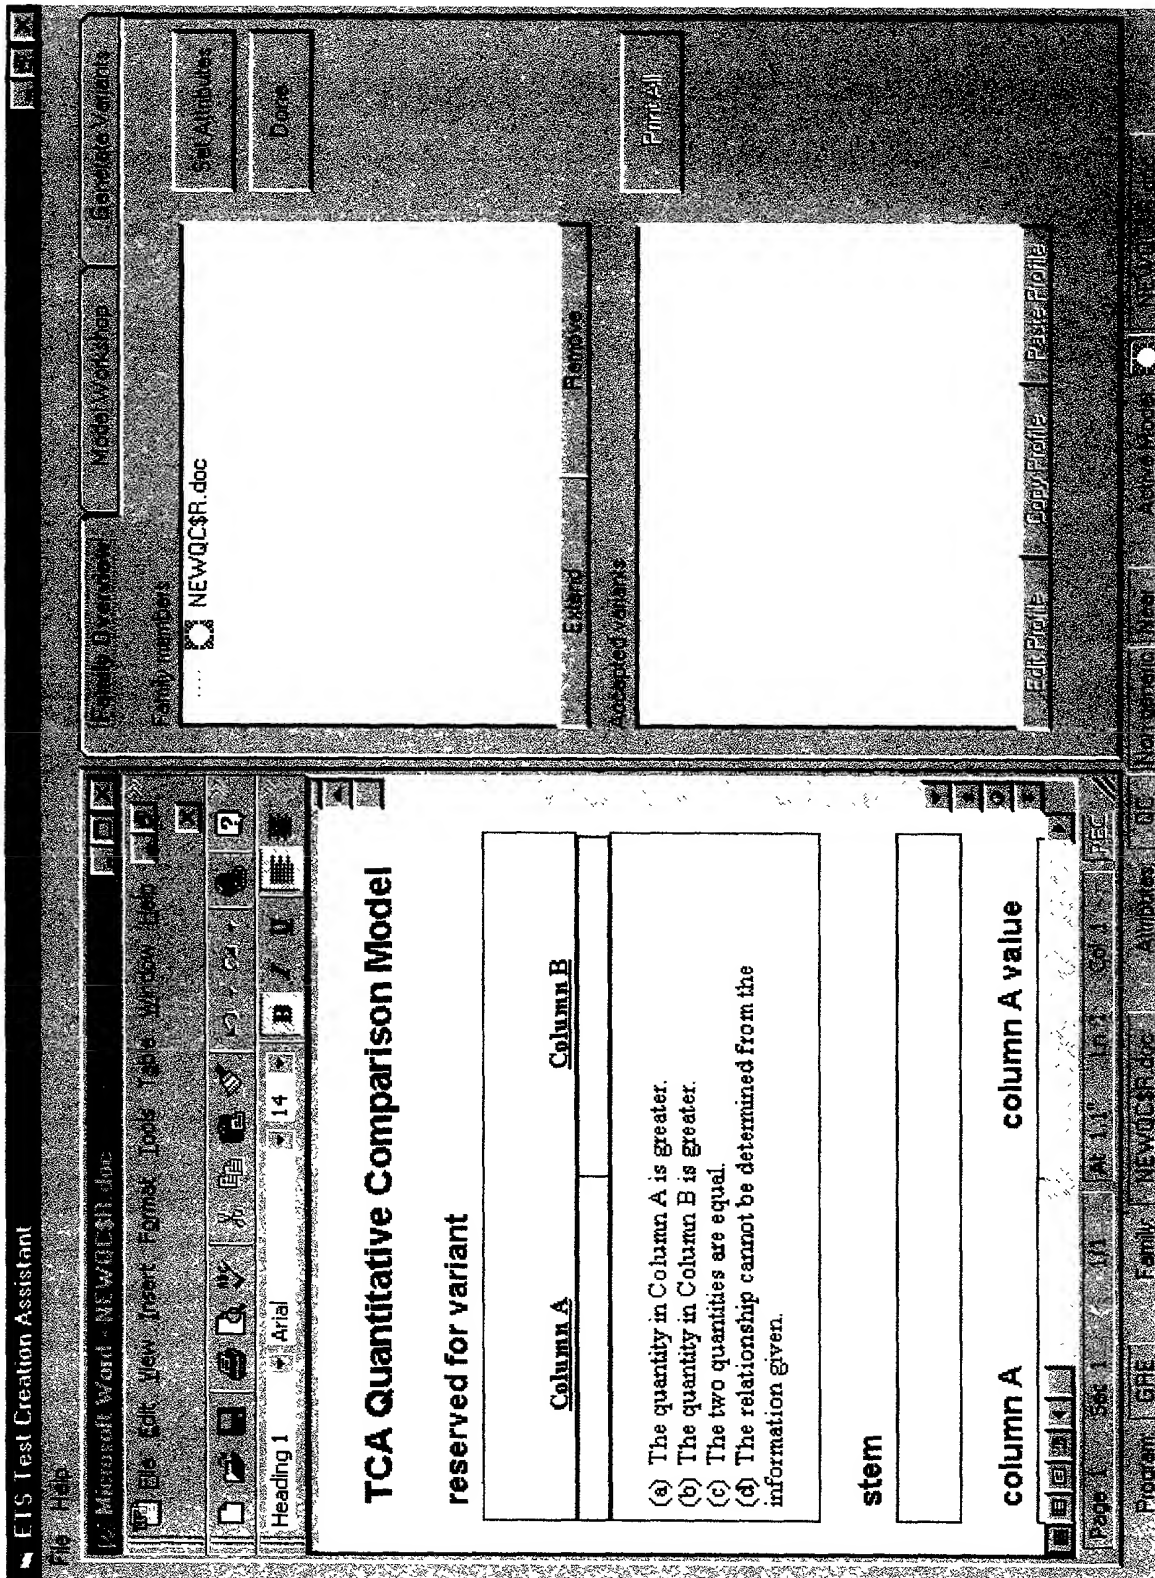 ETS Test Creation Assistant
File Help
Microsoft Word - NEWQC$R.doc
File Edit View Insert Format Tools Table Window Help
Heading 1 Arial 14 B I U
TCA Quantitative Comparison Model
reserved for variant
Column A Column B
(a) The quantity in Column A is greater.
(b) The quantity in Column B is greater.
(c) The two quantities are equal.
(d) The relationship cannot be determined from the
information given.
stem
column A column A value
Page 1 Sec 1 1/1 At 1.1" Ln 2 Col 1 REC
Family Overview Model Workshop Generate Variants
Family members
NEWQC$R.doc
Set Attributes
Done
Extend Remove
Accepted variants
Print All
Edit Profile Copy Profile Paste Profile
Program GRE Family NEWQC$R.doc Attributes QC Active Model